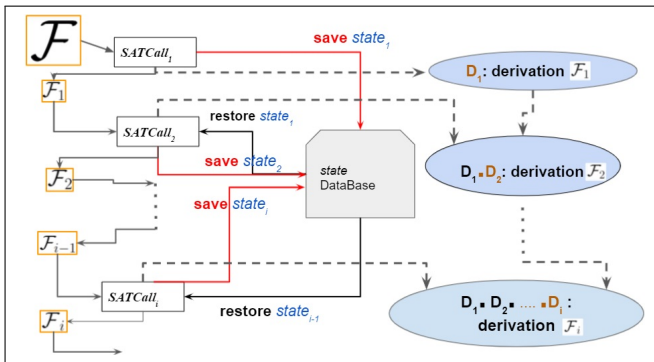 ℱ
SATCall₁
save state₁
D₁: derivation ℱ₁
ℱ₁
restore state₁
SATCall₂
save state₂
state
DataBase
D₁▪D₂: derivation ℱ₂
ℱ₂
save stateᵢ
ℱᵢ₋₁
SATCallᵢ
restore stateᵢ₋₁
D₁▪ D₂▪ .... ▪Dᵢ :
derivation ℱᵢ
ℱᵢ